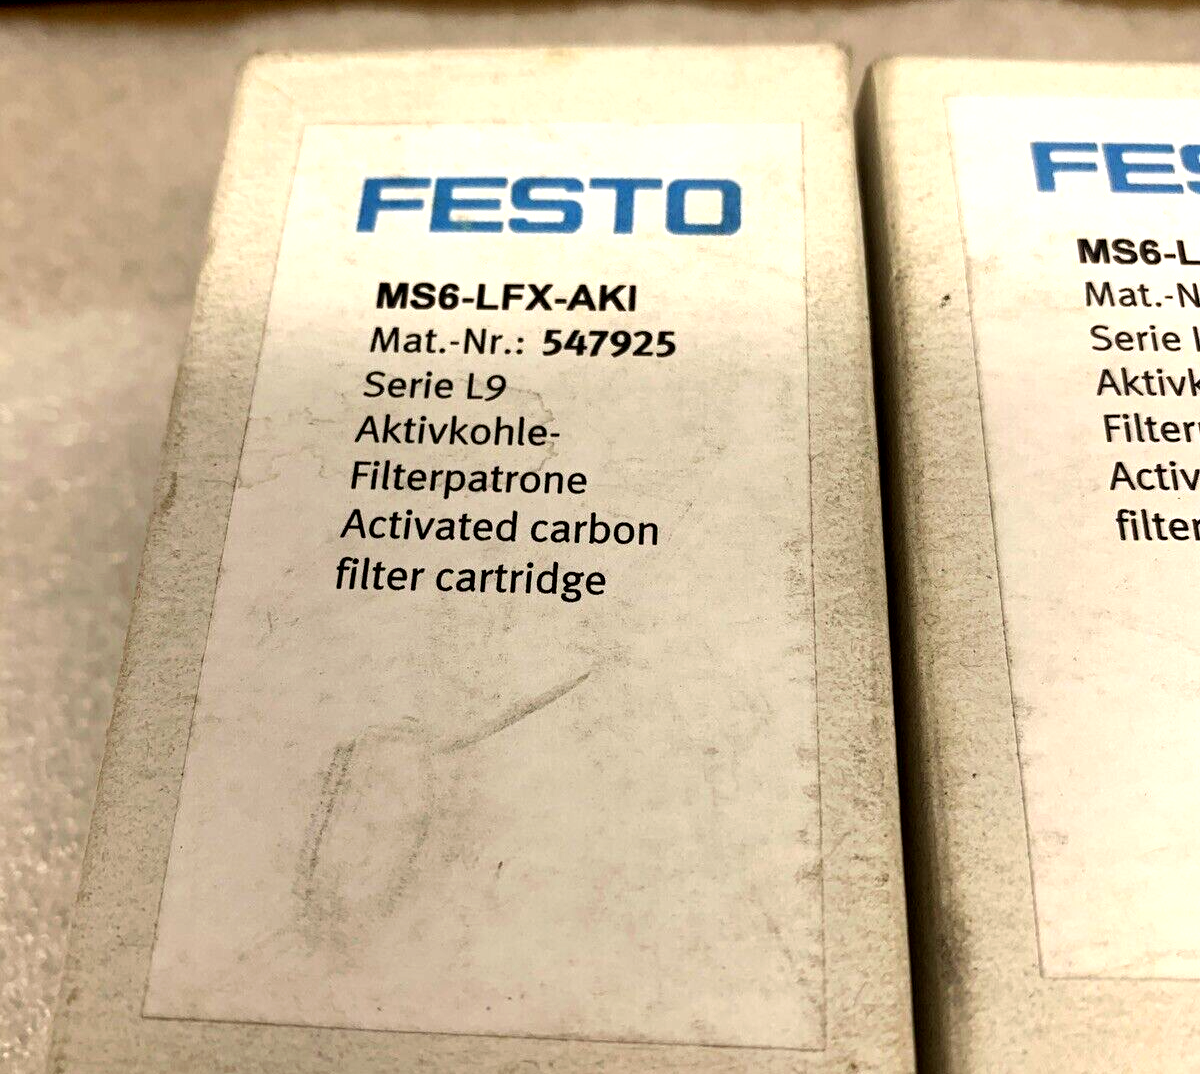 FESTO
MS6-LFX-AKI
Mat.-Nr.: 547925
Serie L9
Aktivkohle-
Filterpatrone
Activated carbon
filter cartridge
FES
MS6-L
Mat.-N
Serie
Aktivk
Filter
Activ
filter